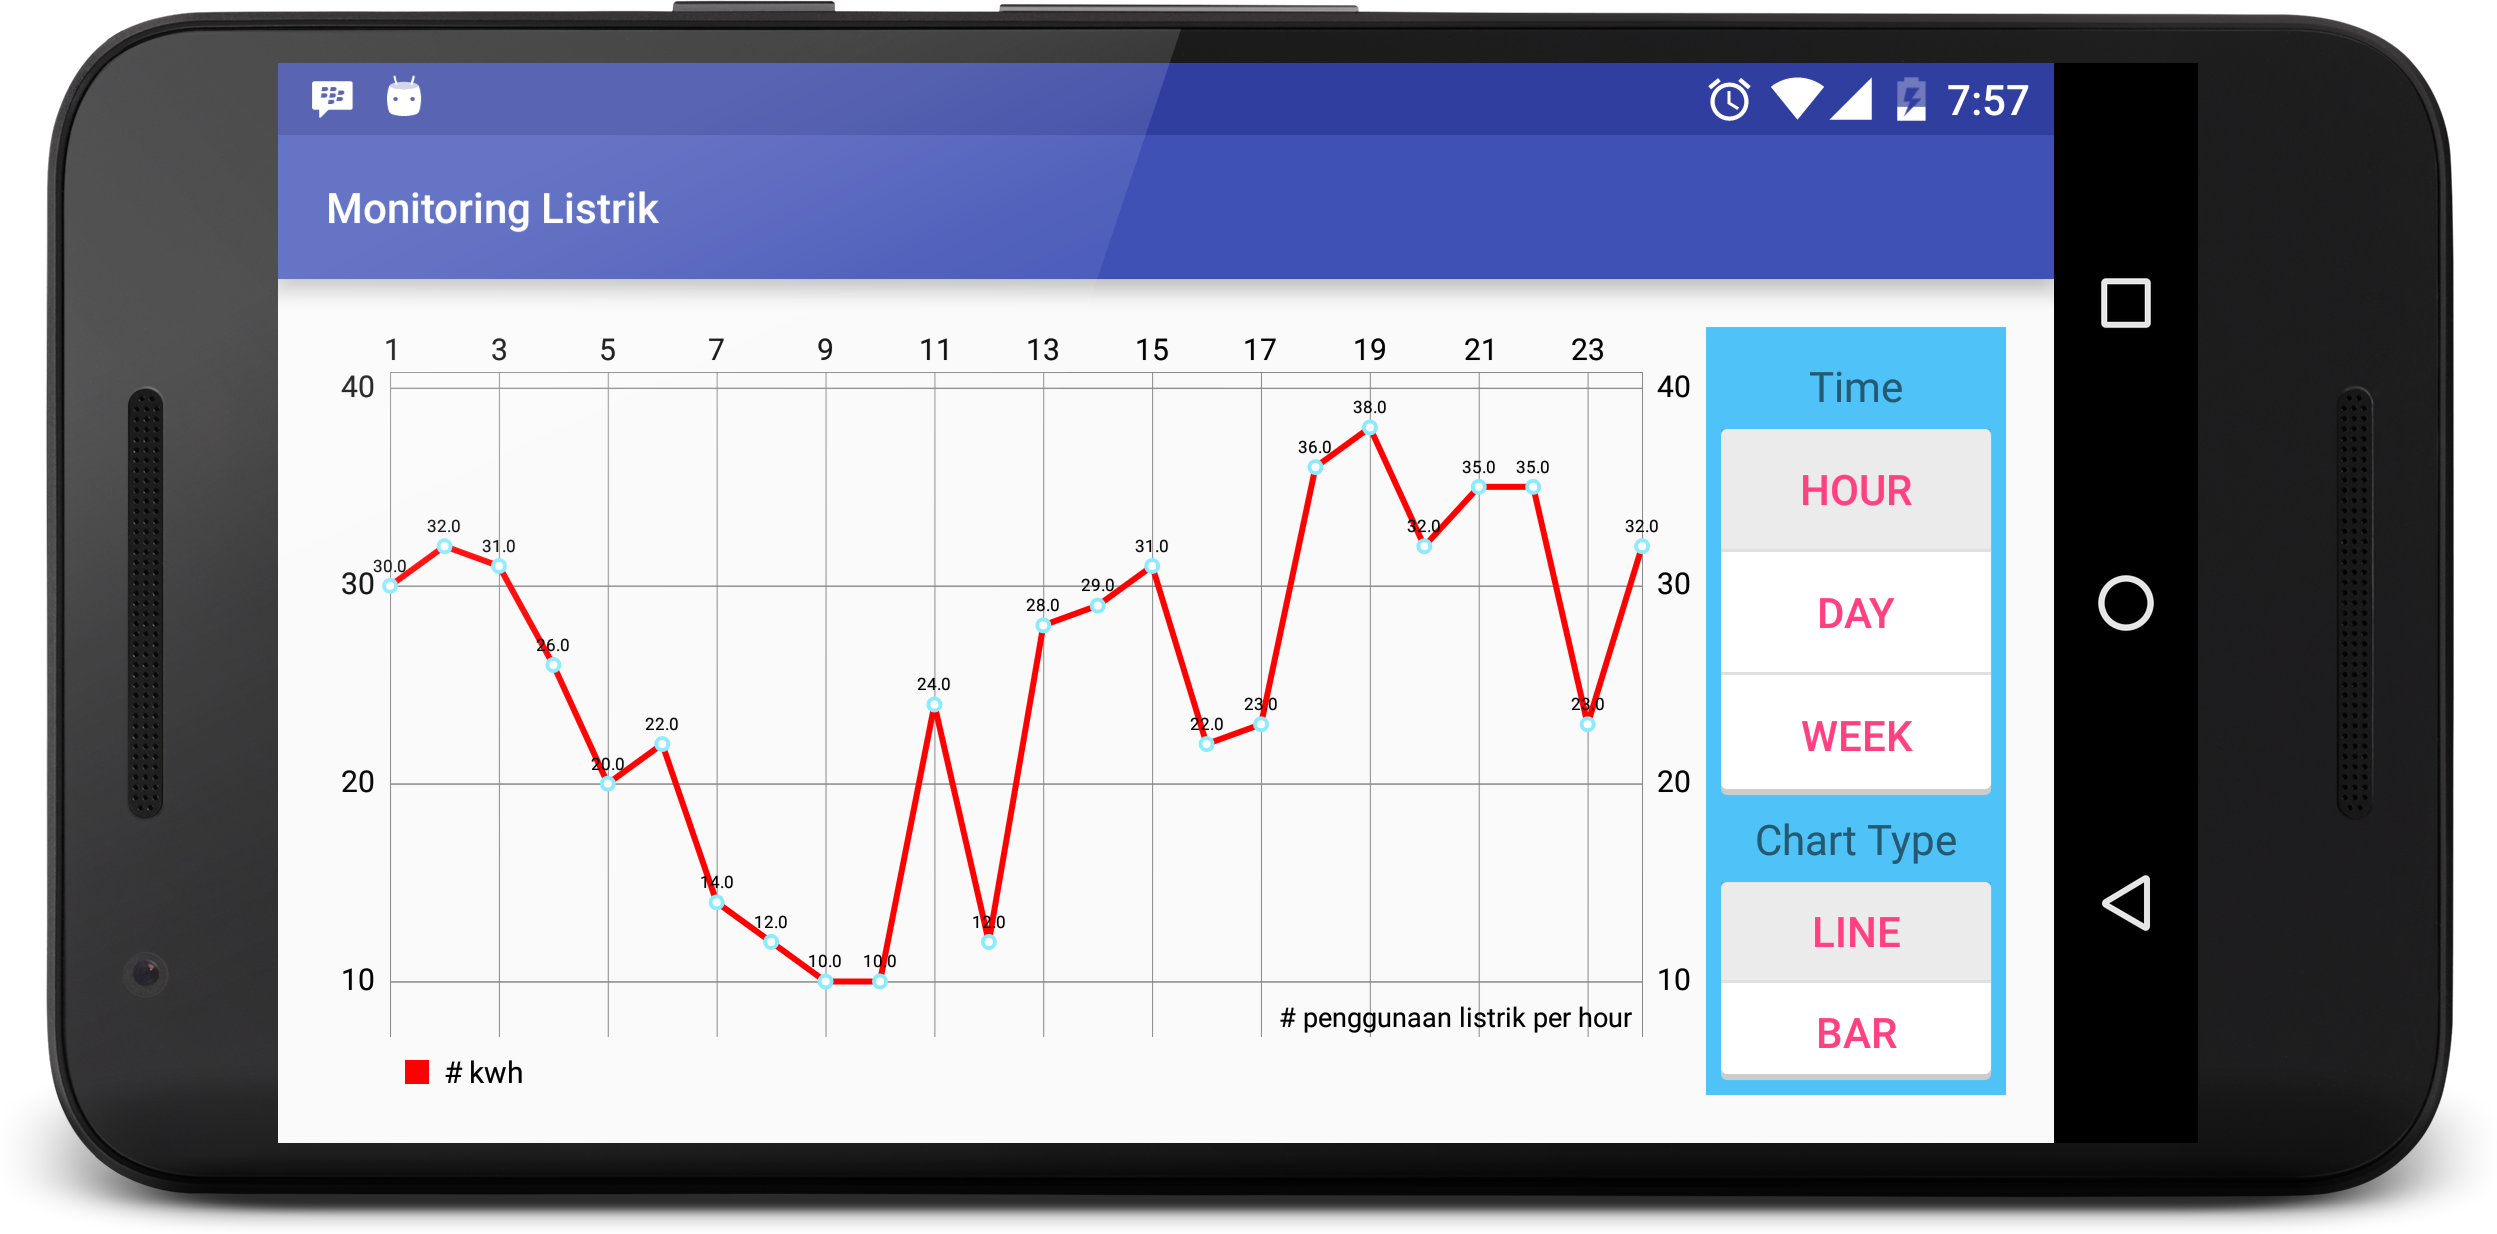 7:57
Monitoring Listrik
1 3 5 7 9 11 13 15 17 19 21 23
40 40
38.0
36.0
35.0 35.0
32.0 32.0 32.0
31.0 31.0
30.0
30 30
29.0
28.0
26.0
24.0
23.0 23.0
22.0 22.0
20.0
20 20
14.0
12.0 12.0
10.0 10.0
10 10
# penggunaan listrik per hour
# kwh
Time
HOUR
DAY
WEEK
Chart Type
LINE
BAR